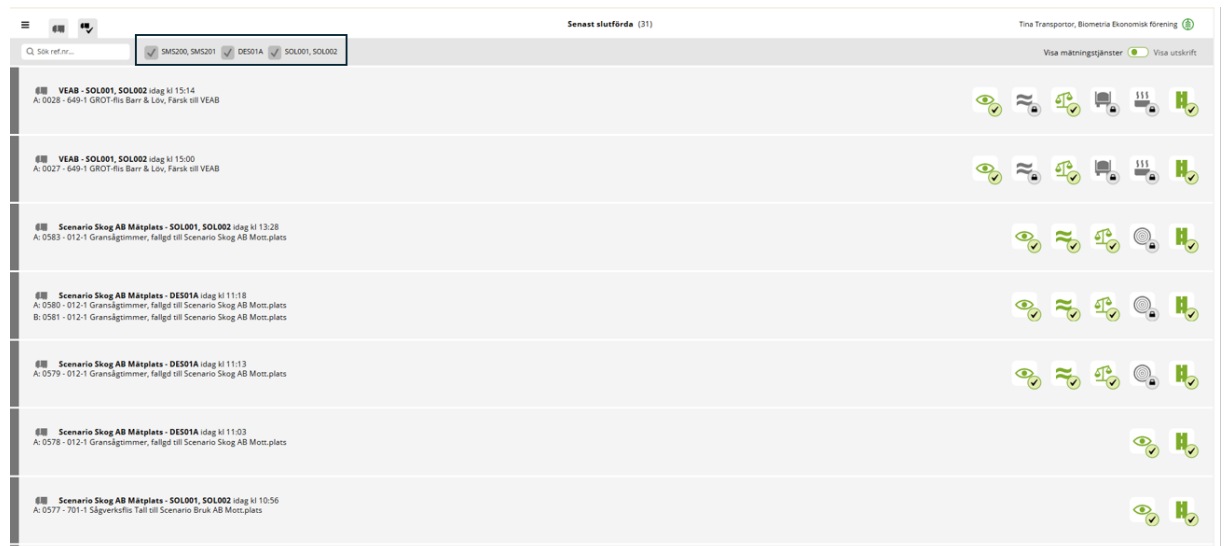 Senast slutförda (31)
Tina Transportor, Biometria Ekonomisk förening
Sök ref.nr...
SMS200, SMS201
DES01A
SOL001, SOL002
Visa mätningstjänster
Visa utskrift
VEAB - SOL001, SOL002 idag kl 15:14
A: 0028 - 649-1 GROT-flis Barr & Löv, Färsk till VEAB
VEAB - SOL001, SOL002 idag kl 15:00
A: 0027 - 649-1 GROT-flis Barr & Löv, Färsk till VEAB
Scenario Skog AB Mätplats - SOL001, SOL002 idag kl 13:28
A: 0583 - 012-1 Gransågtimmer, fallgd till Scenario Skog AB Mott.plats
Scenario Skog AB Mätplats - DES01A idag kl 11:18
A: 0580 - 012-1 Gransågtimmer, fallgd till Scenario Skog AB Mott.plats
B: 0581 - 012-1 Gransågtimmer, fallgd till Scenario Skog AB Mott.plats
Scenario Skog AB Mätplats - DES01A idag kl 11:13
A: 0579 - 012-1 Gransågtimmer, fallgd till Scenario Skog AB Mott.plats
Scenario Skog AB Mätplats - DES01A idag kl 11:03
A: 0578 - 012-1 Gransågtimmer, fallgd till Scenario Skog AB Mott.plats
Scenario Skog AB Mätplats - SOL001, SOL002 idag kl 10:56
A: 0577 - 701-1 Sågverksflis Tall till Scenario Bruk AB Mott.plats